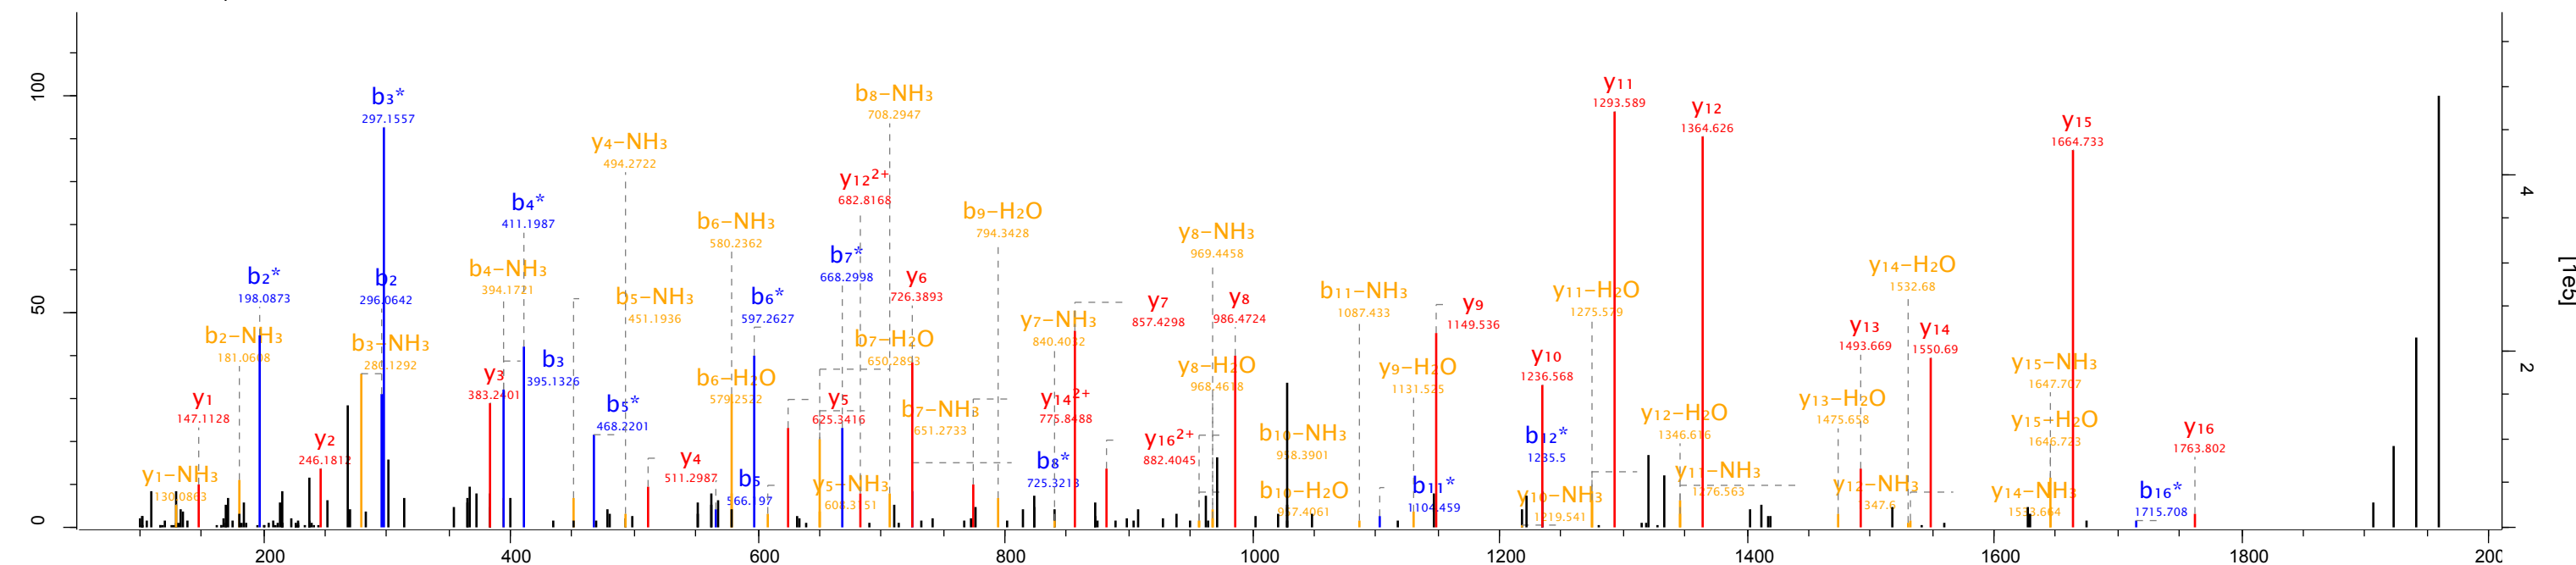 100
50
0
[1e5]
4
2
y1-NH3
130.0863
y1
147.1128
b2-NH3
181.0608
b2*
198.0873
y2
246.1812
b3-NH3
280.1292
b2
296.0642
b3*
297.1557
y3
383.2401
b4-NH3
394.1721
b3
395.1326
b4*
411.1987
b5-NH3
451.1936
b5*
468.2201
y4-NH3
494.2722
y4
511.2987
b5
566.197
b6-H2O
579.2522
b6-NH3
580.2362
b6*
597.2627
y5-NH3
608.3151
y5
625.3416
b7-H2O
650.2893
b7-NH3
651.2733
b7*
668.2998
y12²⁺
682.8168
b8-NH3
708.2947
b8*
725.3213
y6
726.3893
y14²⁺
775.8488
b9-H2O
794.3428
y7-NH3
840.4032
y7
857.4298
y16²⁺
882.4045
b10-H2O
957.4061
b10-NH3
958.3901
y8-H2O
968.4618
y8-NH3
969.4458
y8
986.4724
b11-NH3
1087.433
b11*
1104.459
y9-H2O
1131.525
y9
1149.536
y10-NH3
1219.541
b12*
1235.5
y10
1236.568
y11-H2O
1275.579
y11-NH3
1276.563
y11
1293.589
y12-H2O
1346.616
y12-NH3
1347.6
y12
1364.626
y13-H2O
1475.658
y13
1493.669
y14-H2O
1532.68
y14-NH3
1533.664
y14
1550.69
y15-H2O
1646.723
y15-NH3
1647.707
y15
1664.733
b16*
1715.708
y16
1763.802
200
400
600
800
1000
1200
1400
1600
1800